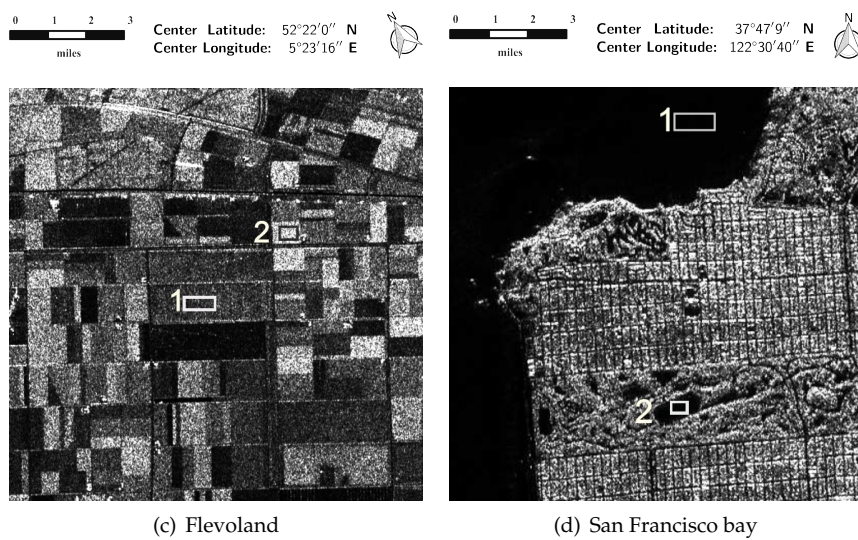 0 1 2 3
miles
Center Latitude: 52°22′0″ N
Center Longitude: 5°23′16″ E
N
0 1 2 3
miles
Center Latitude: 37°47′9″ N
Center Longitude: 122°30′40″ E
N
2
1
(c) Flevoland
1
2
(d) San Francisco bay